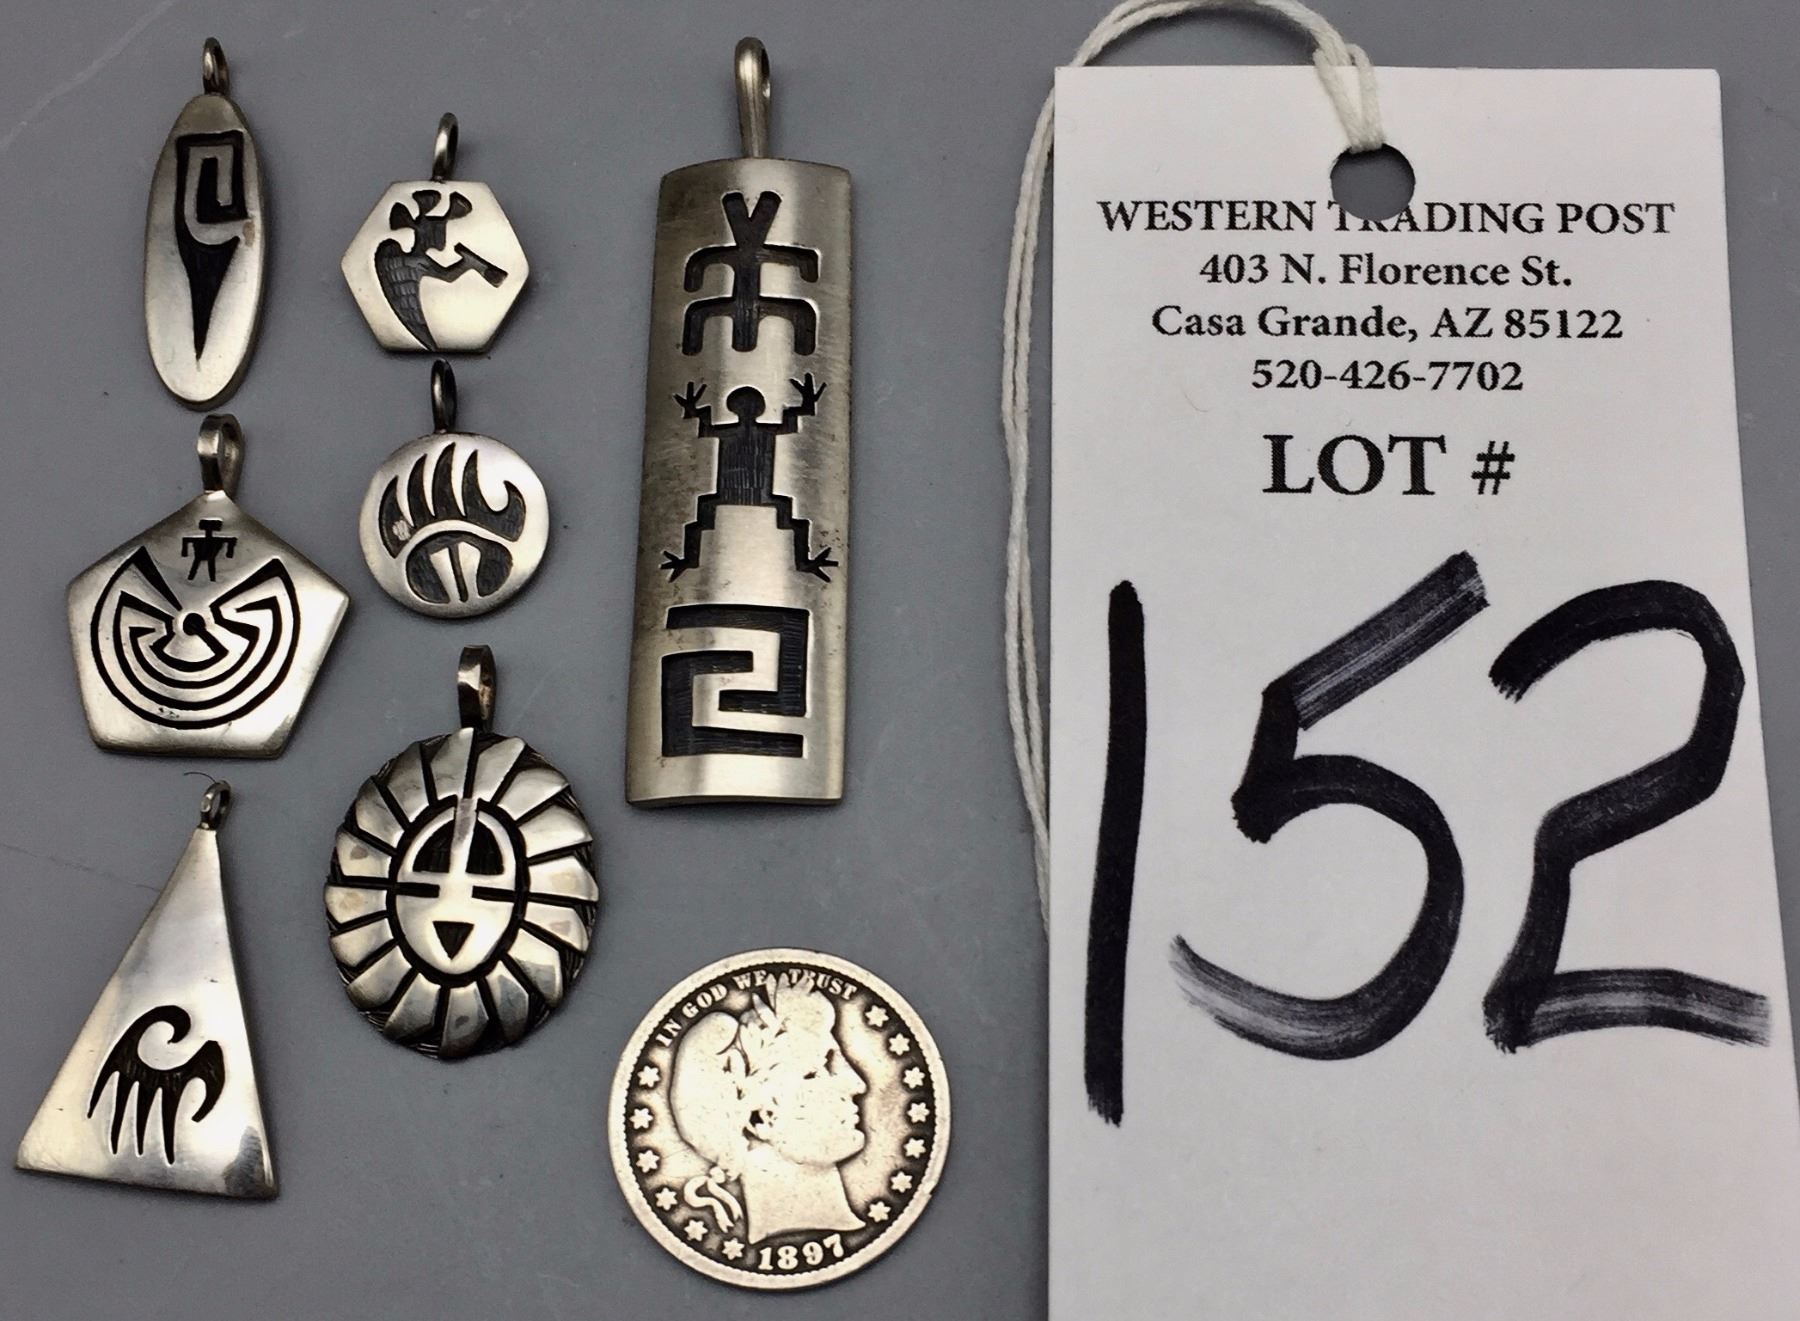 WESTERN TRADING POST
403 N. Florence St.
Casa Grande, AZ 85122
520-426-7702
LOT #
152
IN GOD WE TRUST
1897